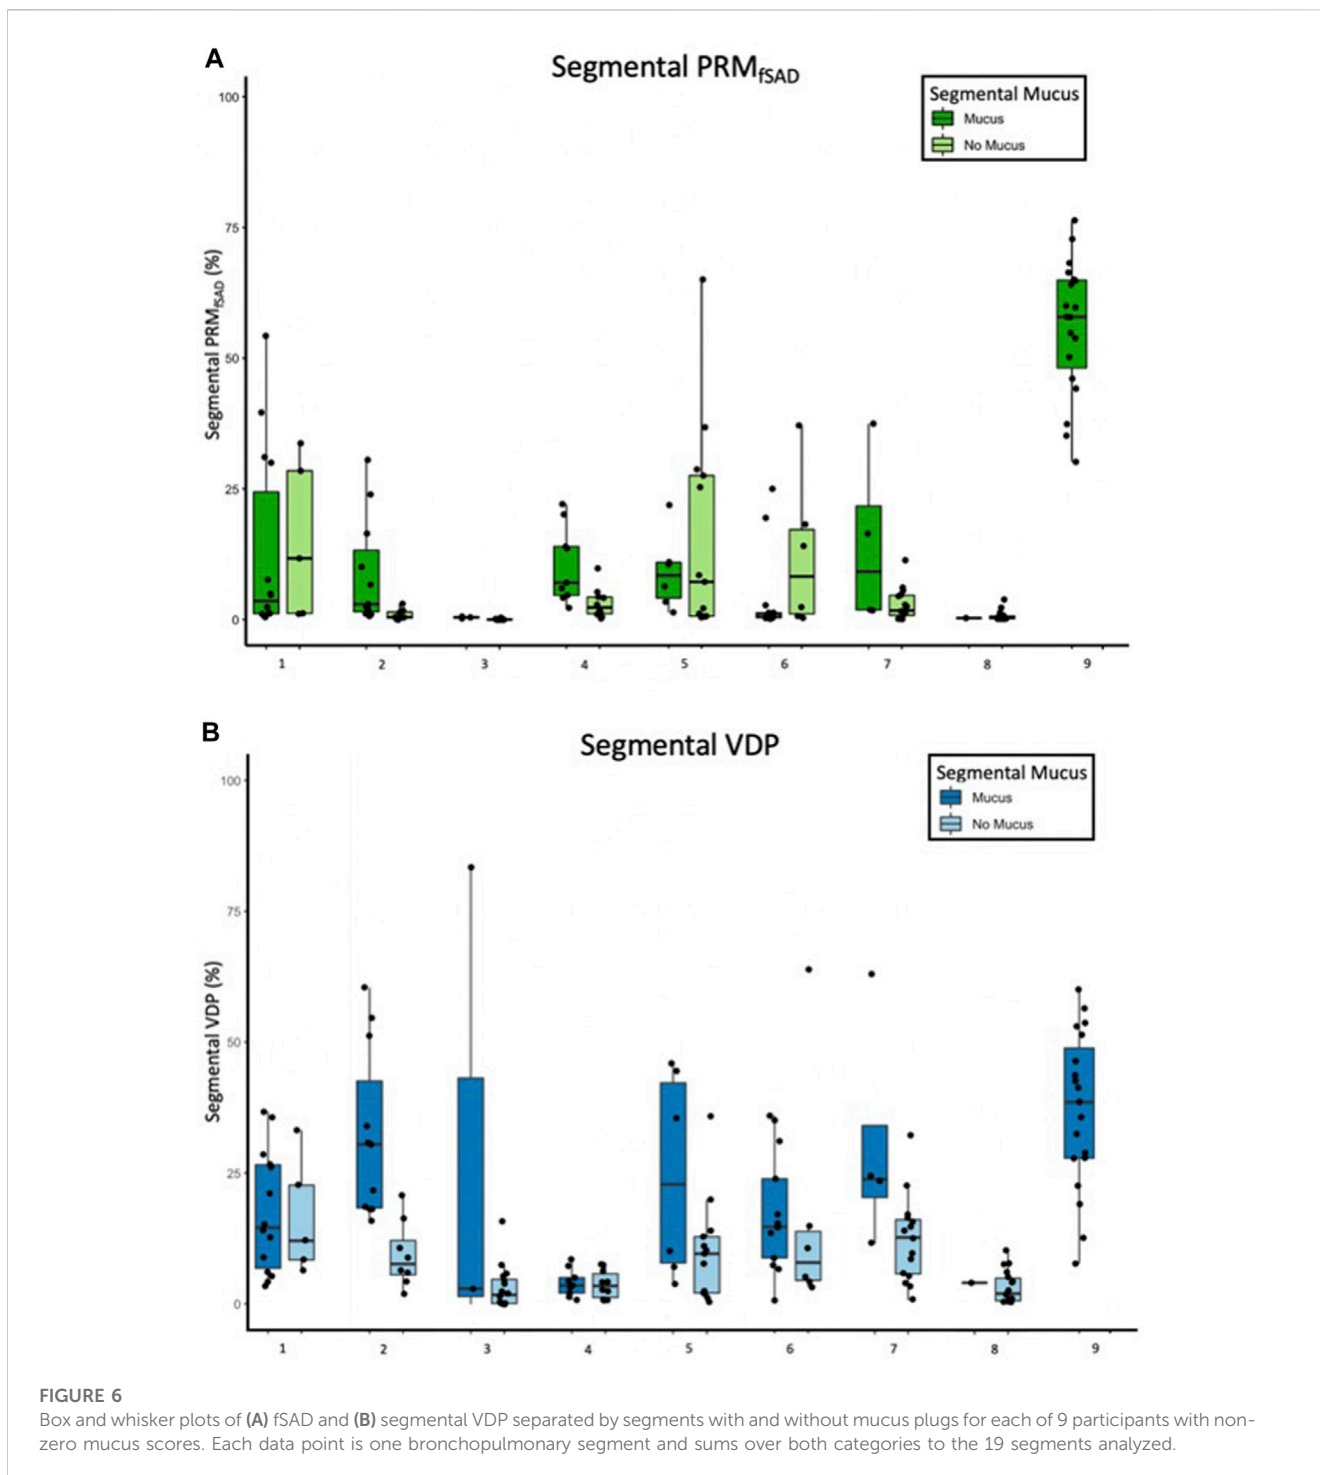 A
Segmental PRMfSAD
Segmental Mucus
Mucus
No Mucus
Segmental PRMfSAD (%)
100
75
50
25
0
1 2 3 4 5 6 7 8 9
B
Segmental VDP
Segmental Mucus
Mucus
No Mucus
Segmental VDP (%)
100
75
50
25
0
1 2 3 4 5 6 7 8 9
FIGURE 6
Box and whisker plots of (A) fSAD and (B) segmental VDP separated by segments with and without mucus plugs for each of 9 participants with non-
zero mucus scores. Each data point is one bronchopulmonary segment and sums over both categories to the 19 segments analyzed.